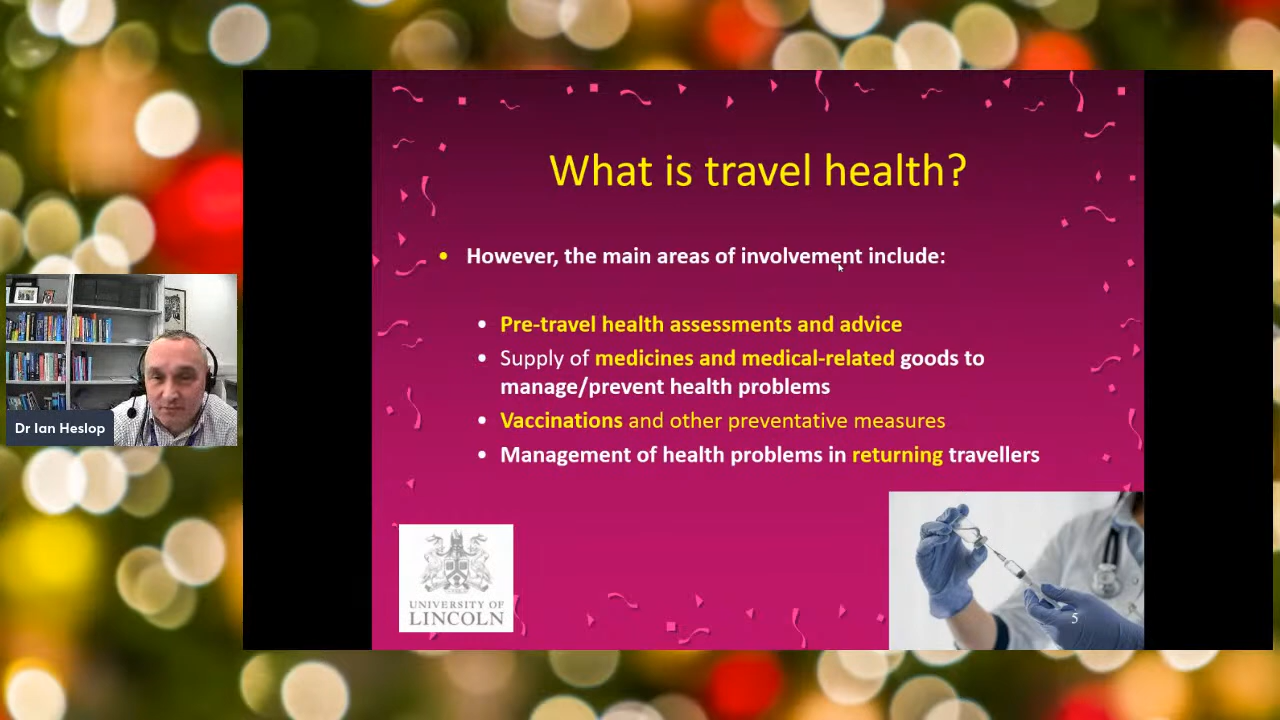 What is travel health?
However, the main areas of involvement include:
Pre-travel health assessments and advice
Supply of medicines and medical-related goods to
manage/prevent health problems
Vaccinations and other preventative measures
Management of health problems in returning travellers
Dr Ian Heslop
UNIVERSITY OF
LINCOLN
5